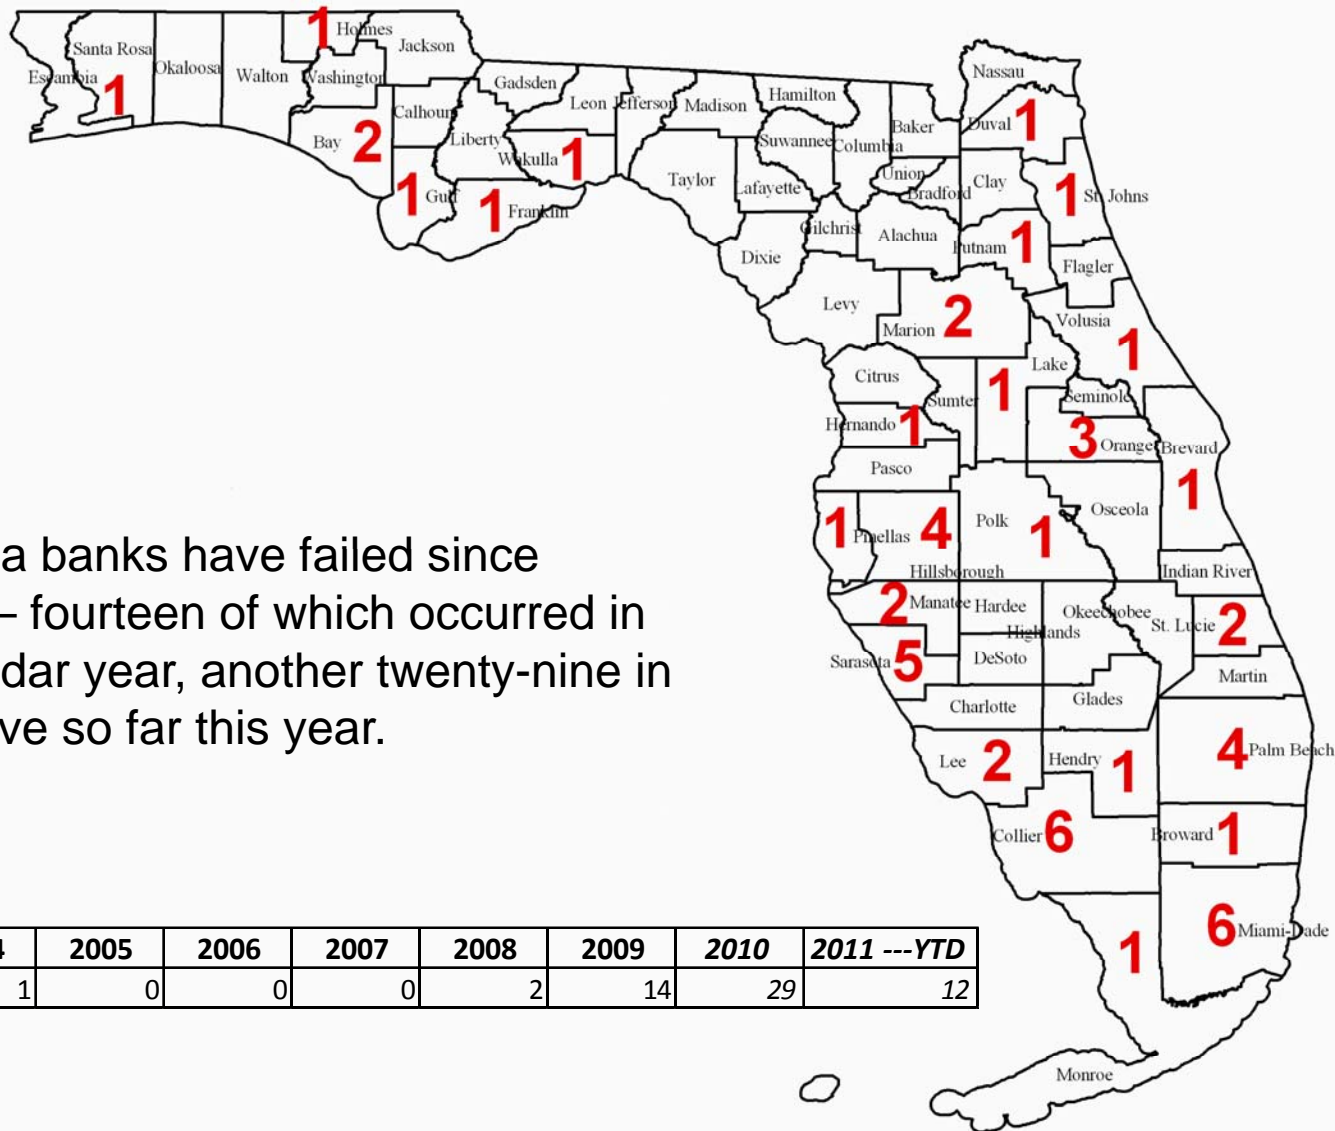 1 Holmes
Jackson
Santa Rosa
Okaloosa
Walton
Washington
Escambia
1
Gadsden
Leon
Jefferson
Madison
Hamilton
Nassau
Calhoun
Bay 2
Liberty
Wakulla 1
Suwannee
Columbia
Baker
Duval 1
Taylor
Lafayette
Union
Bradford
Clay
1 St. Johns
1 Gulf
1 Franklin
Gilchrist
Alachua
Putnam 1
Dixie
Flagler
Levy
Marion 2
Volusia
1
Citrus
Sumter
1
Lake
Seminole
Hernando 1
3 Orange
Brevard
1
Pasco
1 Pinellas
4
Hillsborough
Polk 1
Osceola
Indian River
2 Manatee
Hardee
Highlands
Okeechobee
St. Lucie 2
Sarasota 5
DeSoto
Martin
Charlotte
Glades
Lee 2
Hendry 1
4 Palm Beach
Collier 6
Broward 1
1
6 Miami-Dade
Monroe
a banks have failed since
– fourteen of which occurred in
dar year, another twenty-nine in
ve so far this year.
4 2005 2006 2007 2008 2009 2010 2011 ---YTD
1 0 0 0 2 14 29 12